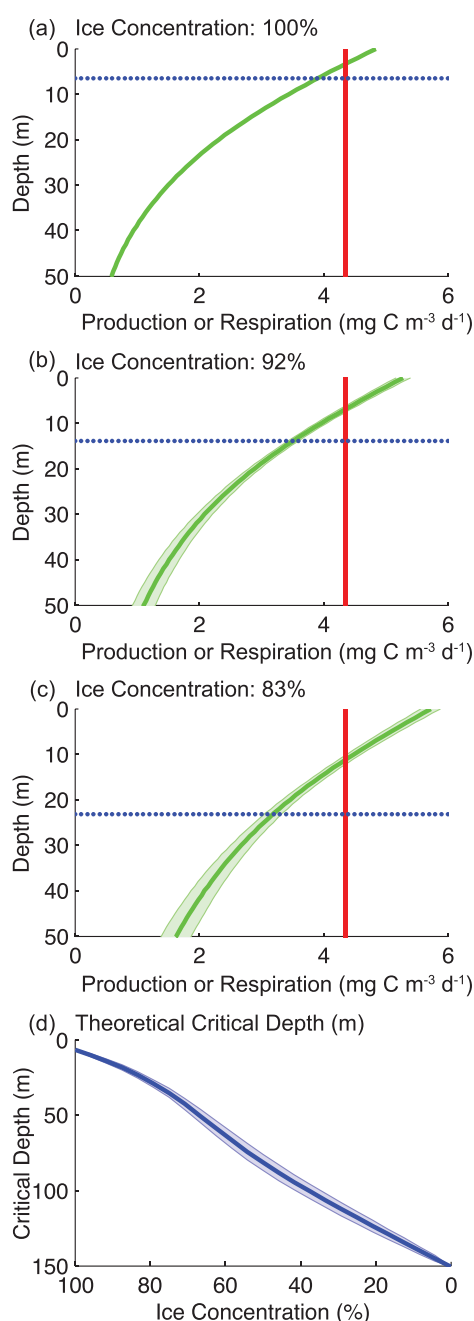 (a) Ice Concentration: 100%
0
10
20
30
40
50
Depth (m)
0 2 4 6
Production or Respiration (mg C m⁻³ d⁻¹)
(b) Ice Concentration: 92%
0
10
20
30
40
50
Depth (m)
0 2 4 6
Production or Respiration (mg C m⁻³ d⁻¹)
(c) Ice Concentration: 83%
0
10
20
30
40
50
Depth (m)
0 2 4 6
Production or Respiration (mg C m⁻³ d⁻¹)
(d) Theoretical Critical Depth (m)
0
50
100
150
Critical Depth (m)
100 80 60 40 20 0
Ice Concentration (%)